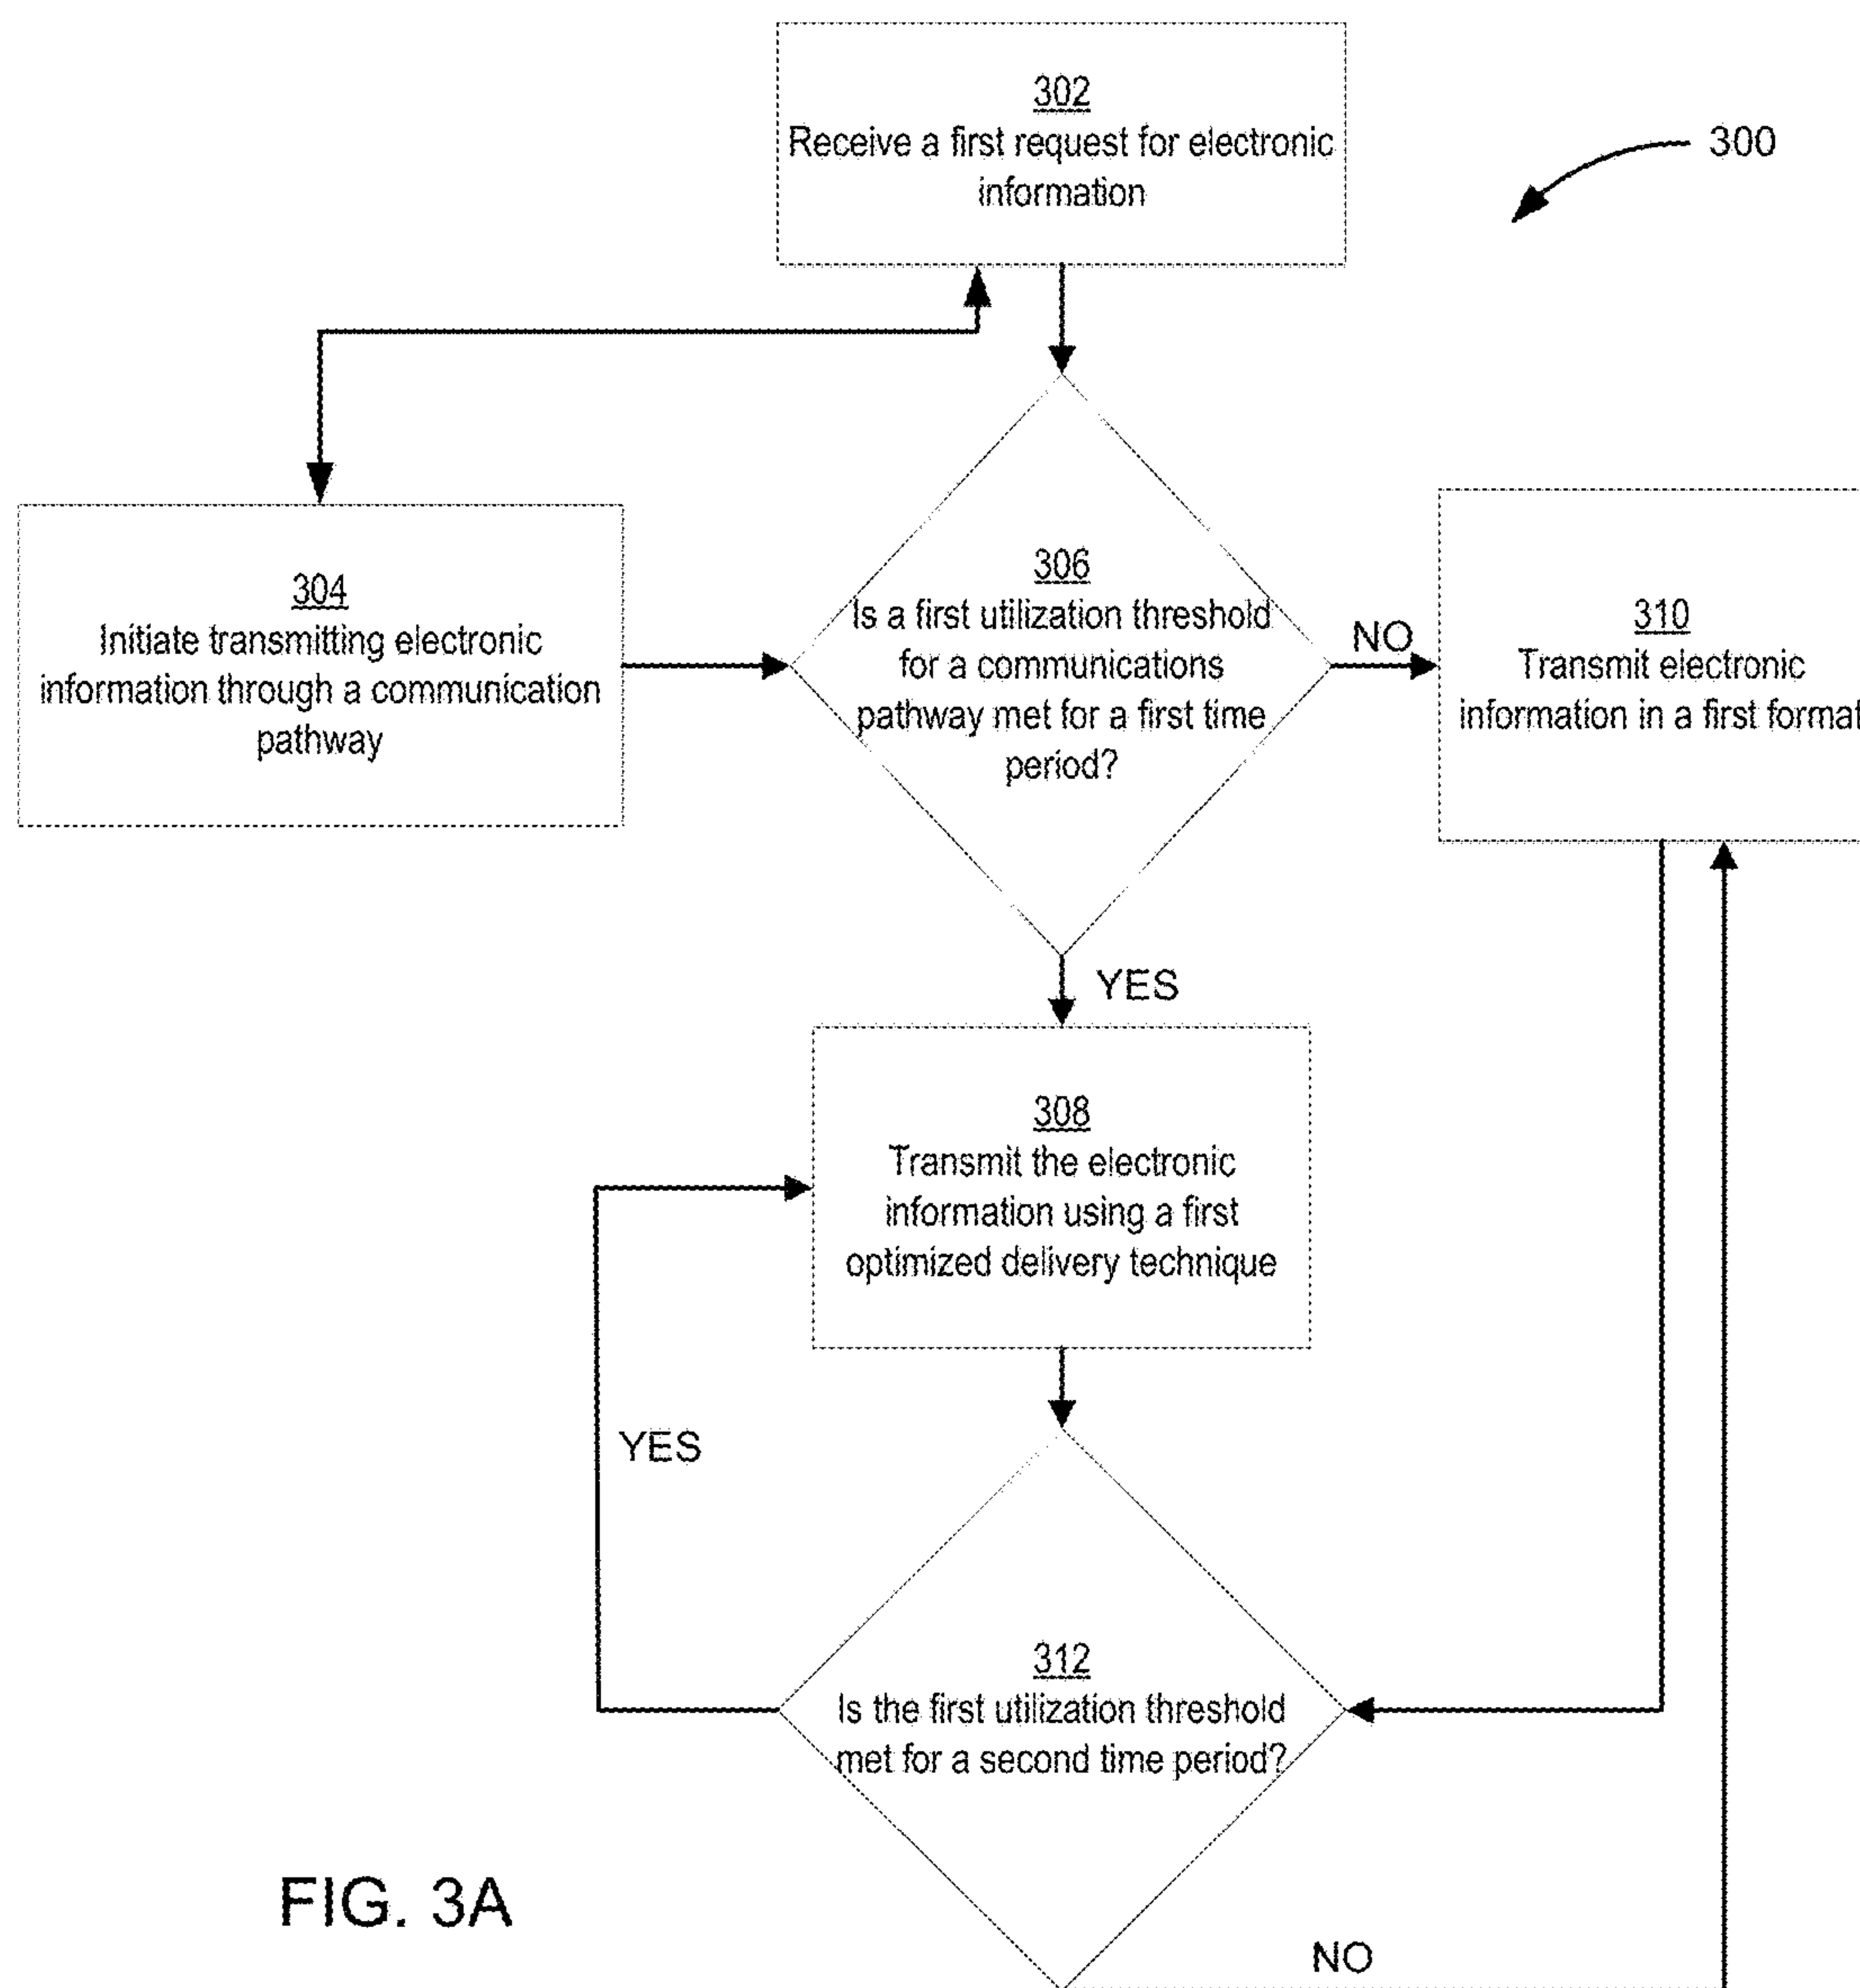 302
Receive a first request for electronic
information
300
304
Initiate transmitting electronic
information through a communication
pathway
306
Is a first utilization threshold
for a communications
pathway met for a first time
period?
NO
310
Transmit electronic
information in a first format
YES
308
Transmit the electronic
information using a first
optimized delivery technique
YES
312
Is the first utilization threshold
met for a second time period?
FIG. 3A
NO